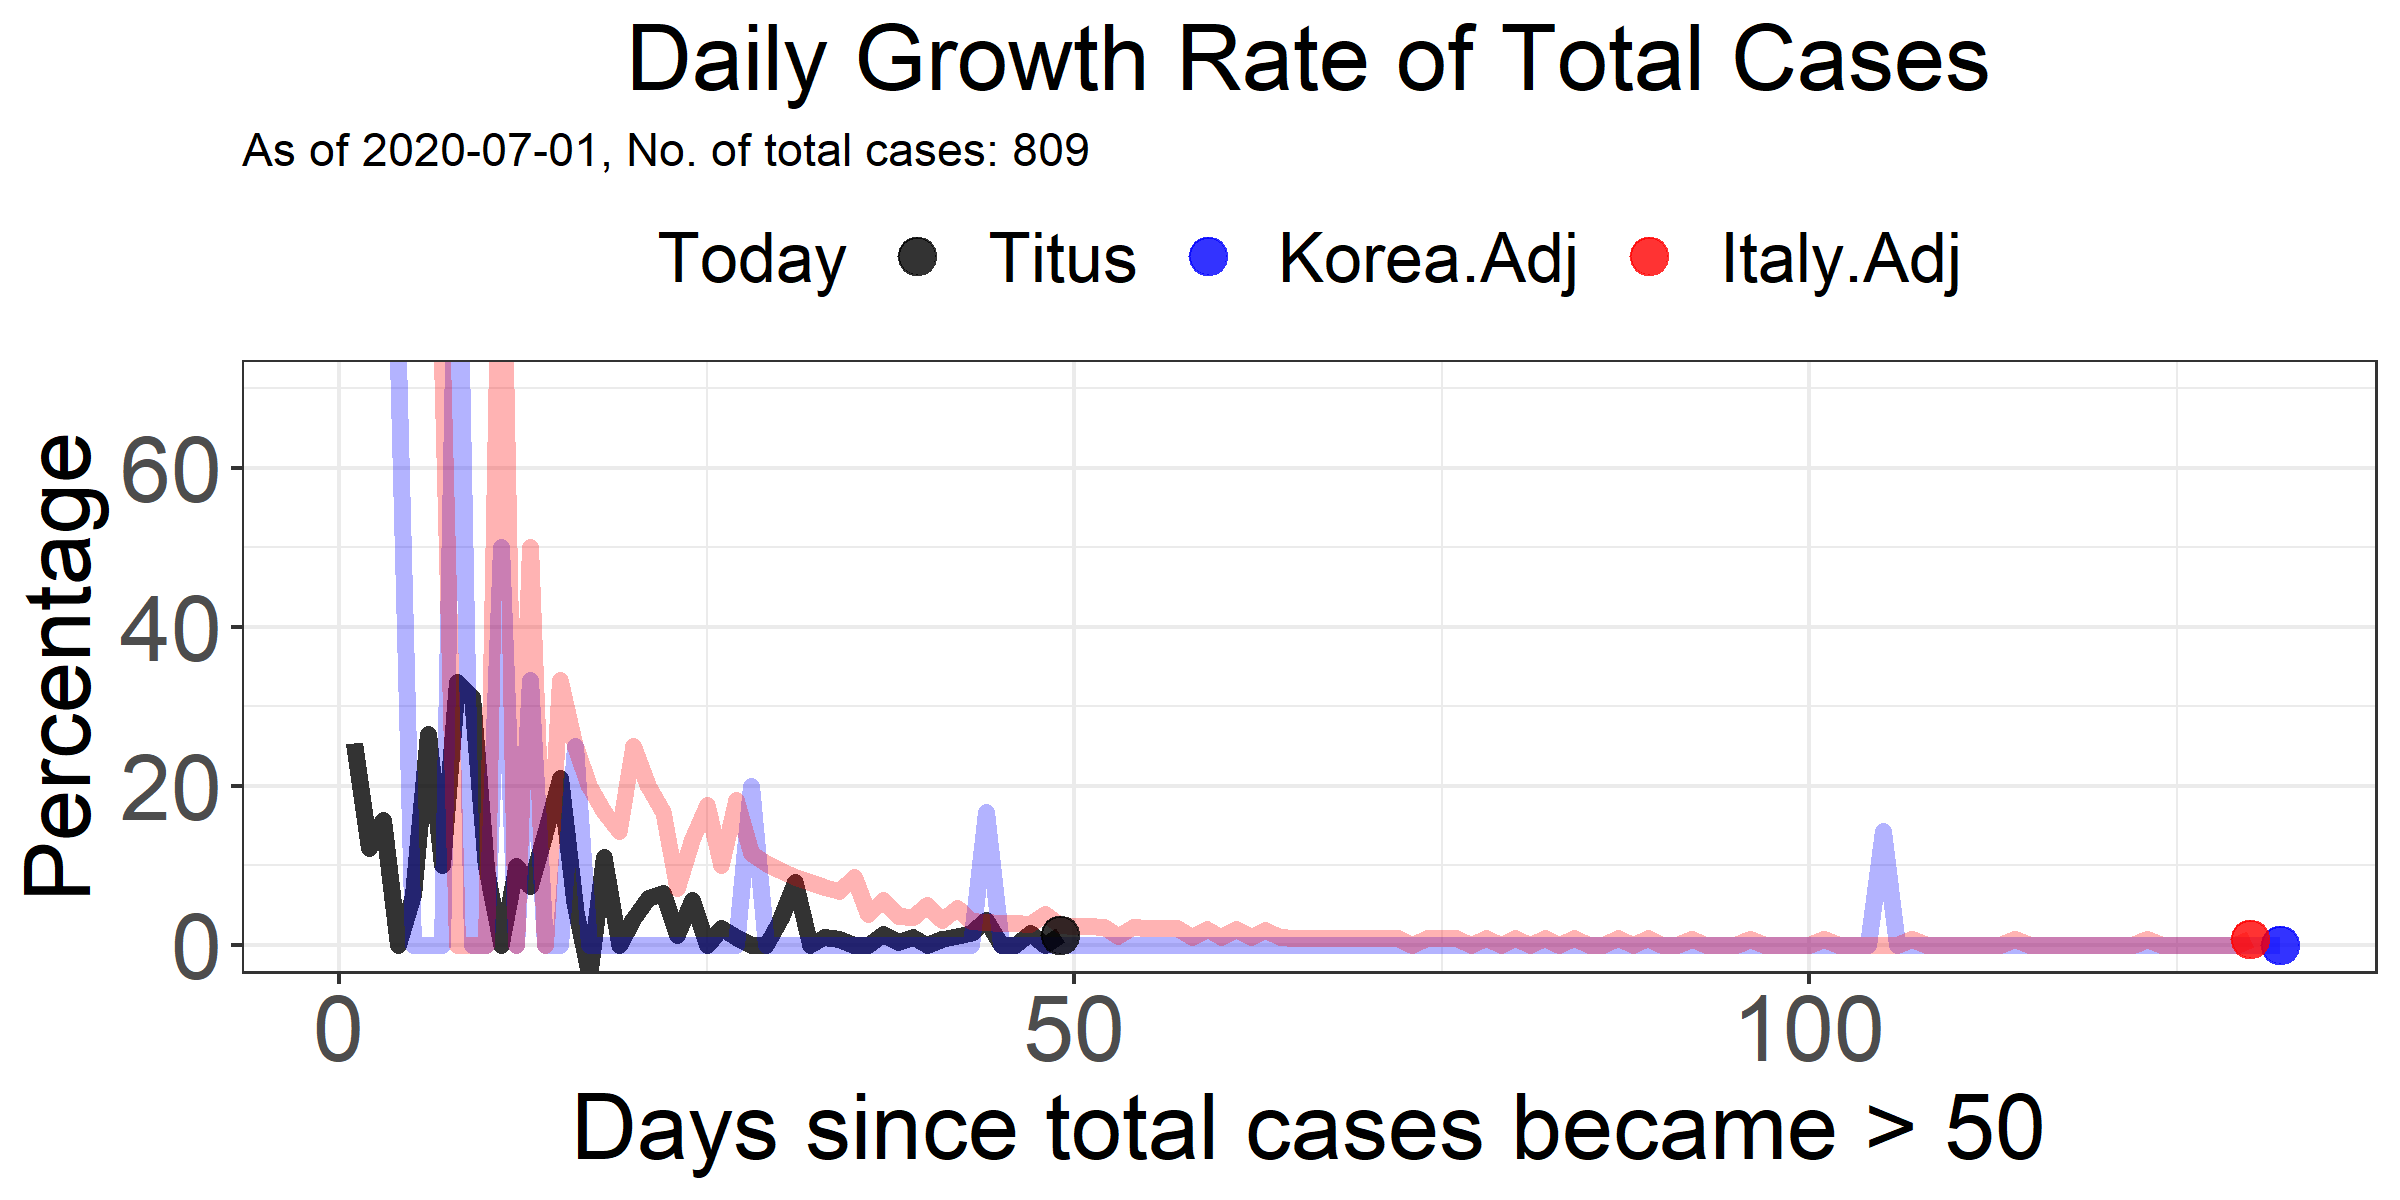 Daily Growth Rate of Total Cases
As of 2020-07-01, No. of total cases: 809
Today Titus Korea.Adj Italy.Adj
Percentage
60
40
20
0
0 50 100
Days since total cases became > 50